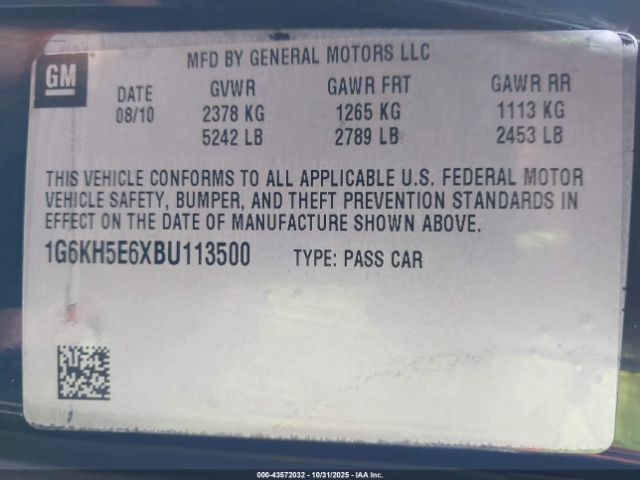 GM
MFD BY GENERAL MOTORS LLC
DATE GVWR GAWR FRT GAWR RR
08/10 2378 KG 1265 KG 1113 KG
5242 LB 2789 LB 2453 LB
THIS VEHICLE CONFORMS TO ALL APPLICABLE U.S. FEDERAL MOTOR
VEHICLE SAFETY, BUMPER, AND THEFT PREVENTION STANDARDS IN
EFFECT ON THE DATE OF MANUFACTURE SHOWN ABOVE.
1G6KH5E6XBU113500 TYPE: PASS CAR
000-43572032 - 10/31/2025 - IAA Inc.